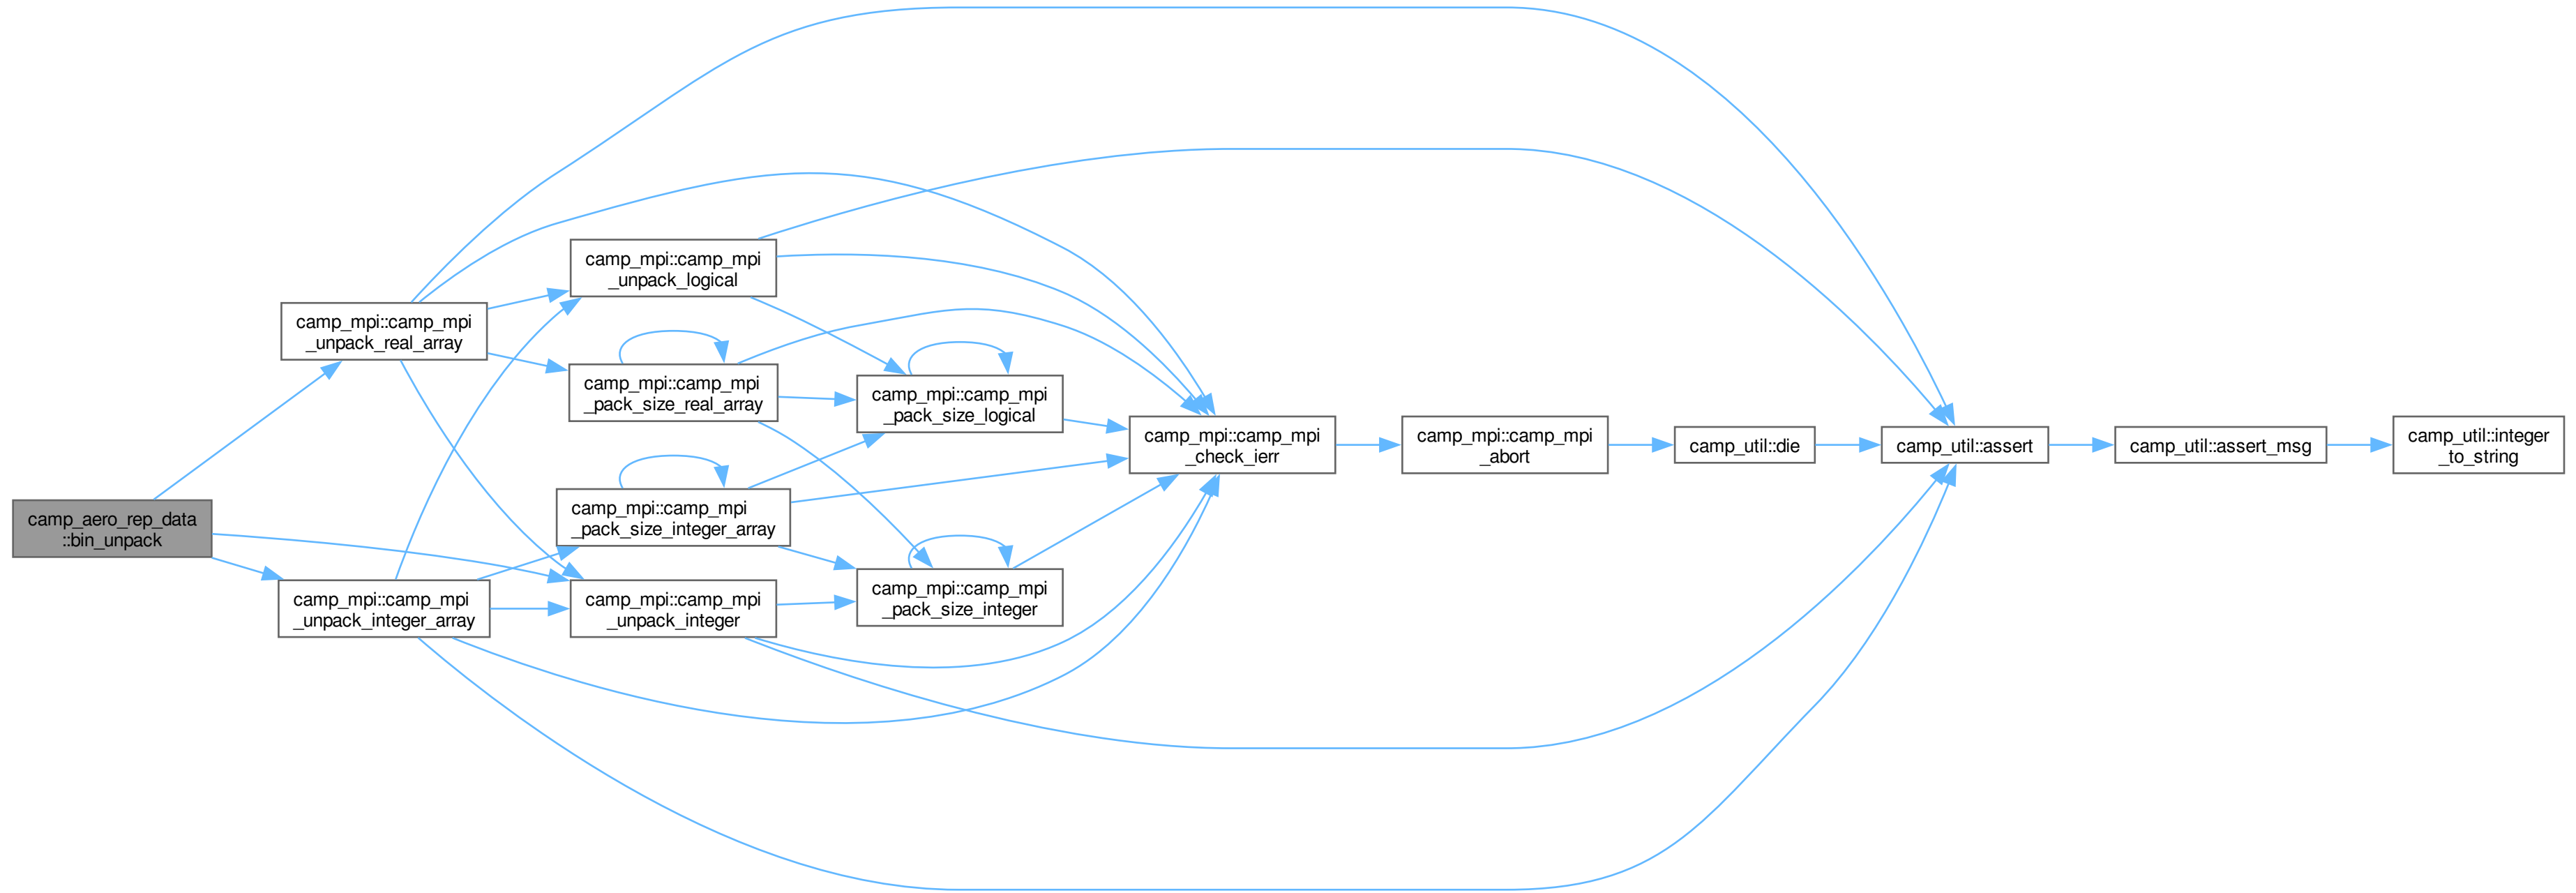 camp_aero_rep_data
::bin_unpack
camp_mpi::camp_mpi
_unpack_real_array
camp_mpi::camp_mpi
_unpack_integer_array
camp_mpi::camp_mpi
_unpack_logical
camp_mpi::camp_mpi
_pack_size_real_array
camp_mpi::camp_mpi
_pack_size_integer_array
camp_mpi::camp_mpi
_unpack_integer
camp_mpi::camp_mpi
_pack_size_logical
camp_mpi::camp_mpi
_pack_size_integer
camp_mpi::camp_mpi
_check_ierr
camp_mpi::camp_mpi
_abort
camp_util::die
camp_util::assert
camp_util::assert_msg
camp_util::integer
_to_string